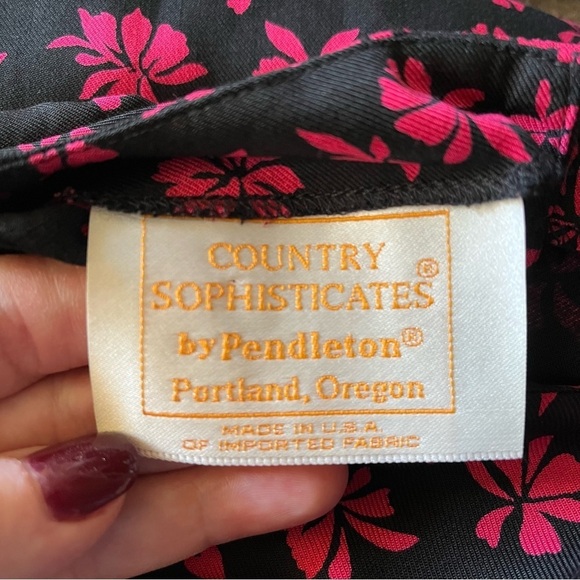 COUNTRY
SOPHISTICATES®
by Pendleton®
Portland, Oregon
MADE IN U.S.A.
OF IMPORTED FABRIC